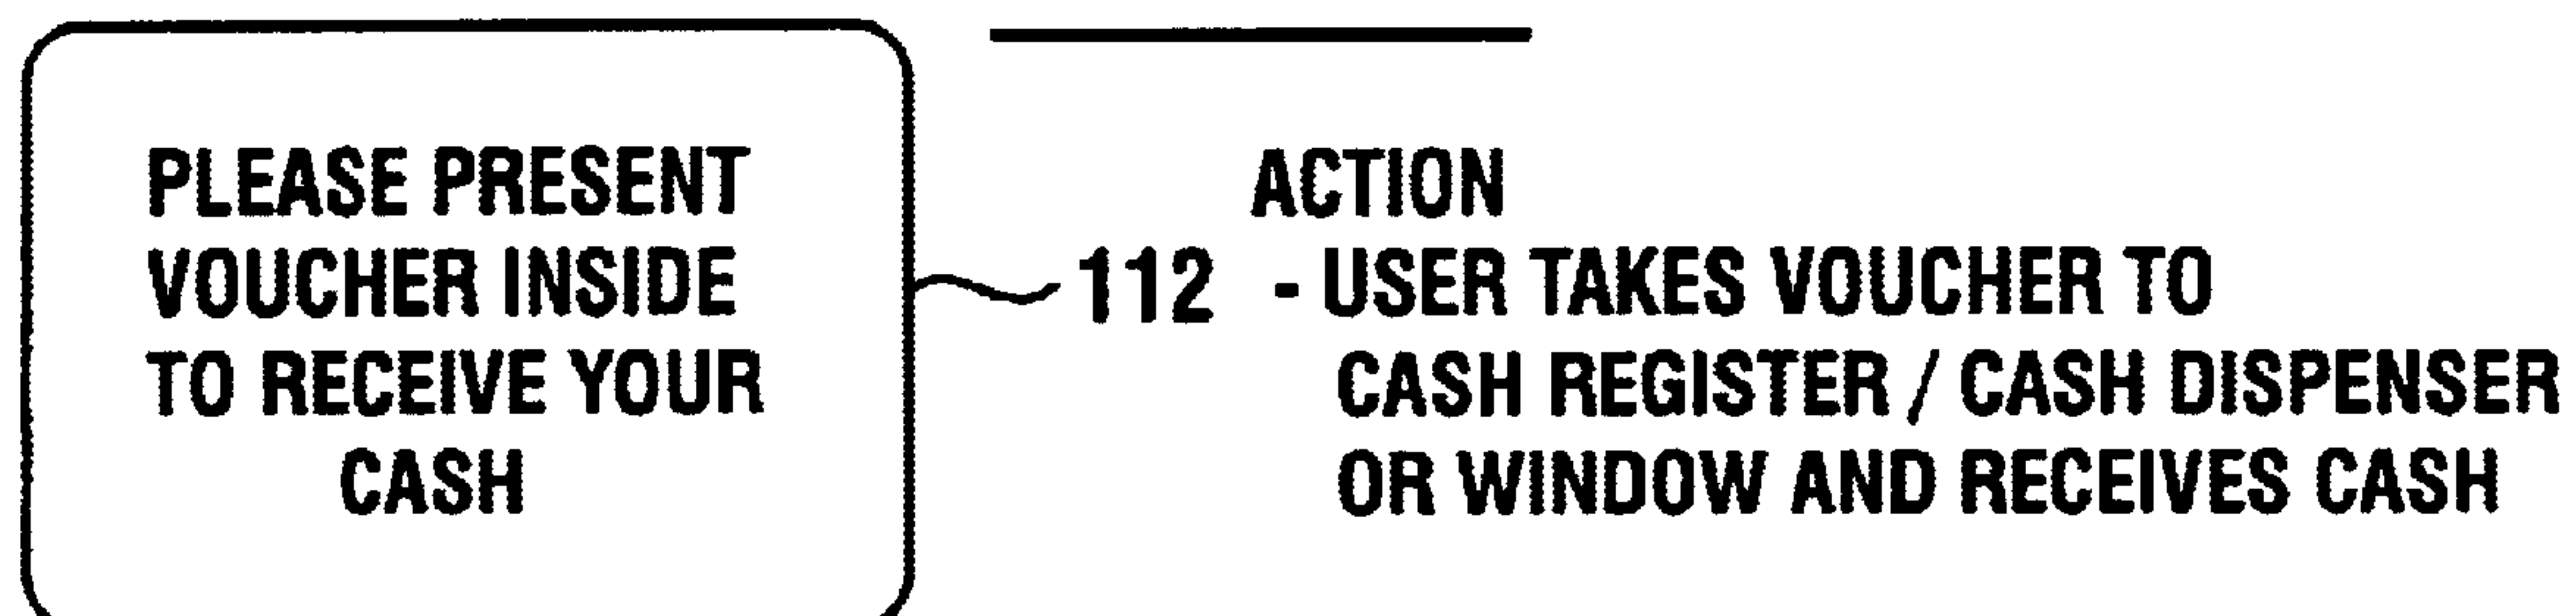 PLEASE PRESENT
VOUCHER INSIDE
TO RECEIVE YOUR
CASH
112
ACTION
- USER TAKES VOUCHER TO
CASH REGISTER / CASH DISPENSER
OR WINDOW AND RECEIVES CASH